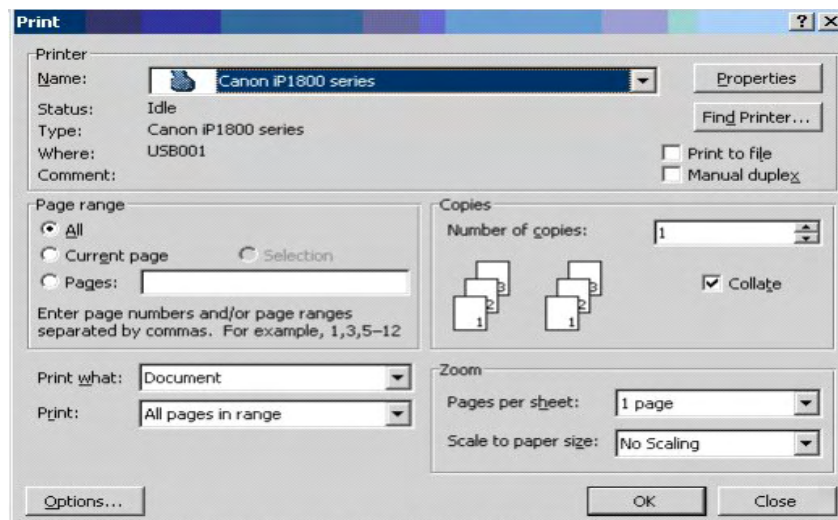 Print
Printer
Name: Canon iP1800 series Properties
Status: Idle
Find Printer...
Type: Canon iP1800 series
Where: USB001
Print to file
Comment:
Manual duplex
Page range
All
Current page Selection
Pages:
Enter page numbers and/or page ranges
separated by commas. For example, 1,3,5–12
Copies
Number of copies: 1
1 2 3 1 2 3
Collate
Print what: Document
Print: All pages in range
Zoom
Pages per sheet: 1 page
Scale to paper size: No Scaling
Options... OK Close